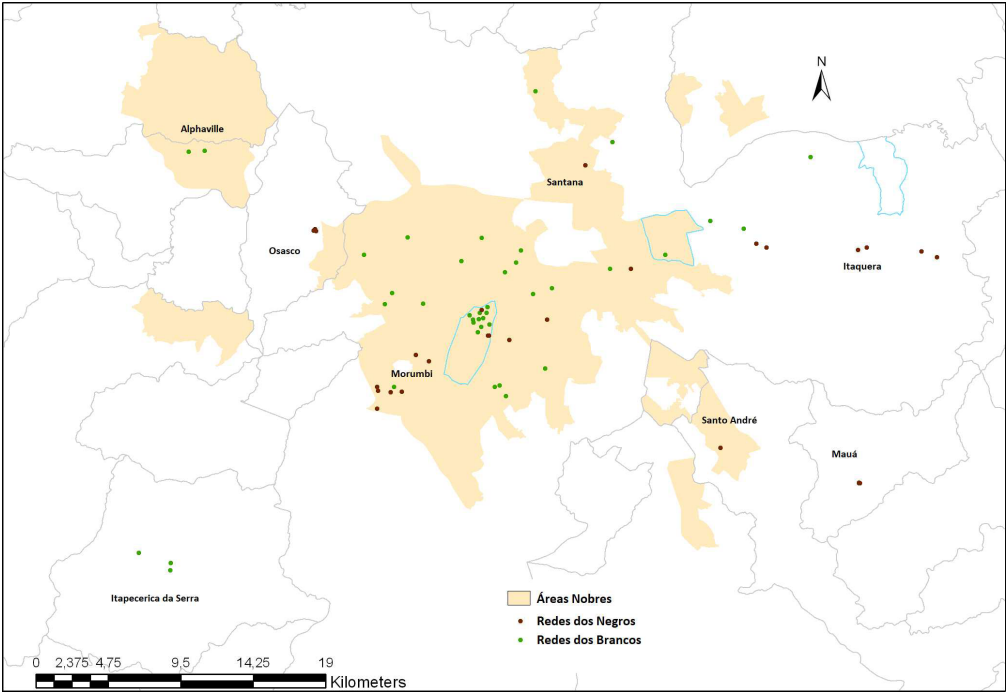 N
Alphaville
Santana
Osasco
Itaquera
Morumbi
Santo André
Mauá
Itapecerica da Serra
Áreas Nobres
Redes dos Negros
Redes dos Brancos
0 2,375 4,75 9,5 14,25 19
Kilometers